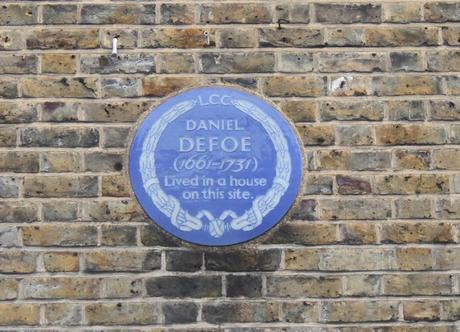 LCC
DANIEL
DEFOE
(1661-1731)
Lived in a house
on this site.